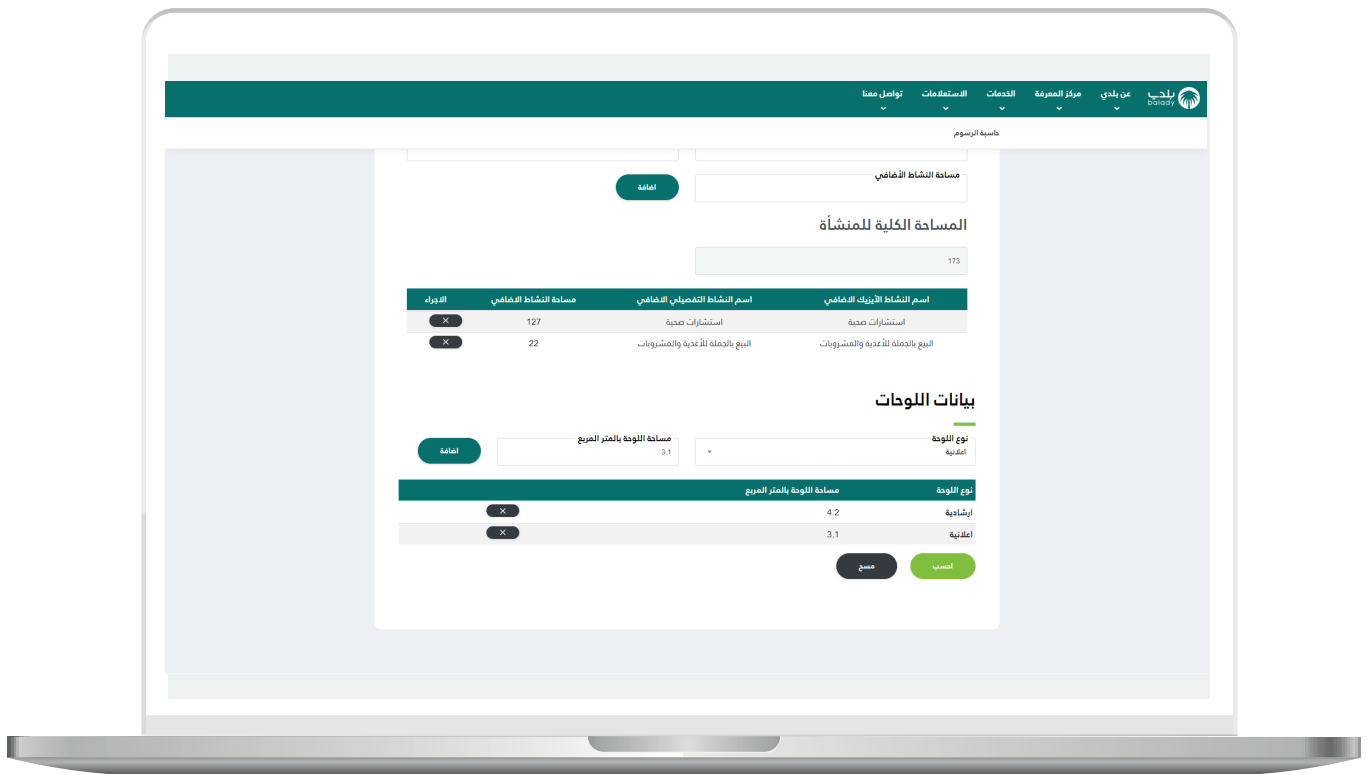 بلدي
balady
عن بلدي مركز المعرفة الخدمات الاستعلامات تواصل معنا
حاسبة الرسوم
مساحة النشاط الأضافي
اضافة
المساحة الكلية للمنشأة
173
اسم النشاط الأيزيك الاضافي اسم النشاط التفصيلي الاضافي مساحة النشاط الاضافي الاجراء
استشارات صحية استشارات صحية 127
البيع بالجملة للأغذية والمشروبات البيع بالجملة للأغذية والمشروبات 22
بيانات اللوحات
نوع اللوحة مساحة اللوحة بالمتر المربع
اعلانية 3.1 اضافة
نوع اللوحة مساحة اللوحة بالمتر المربع
ارشادية 4.2
اعلانية 3.1
احسب مسح